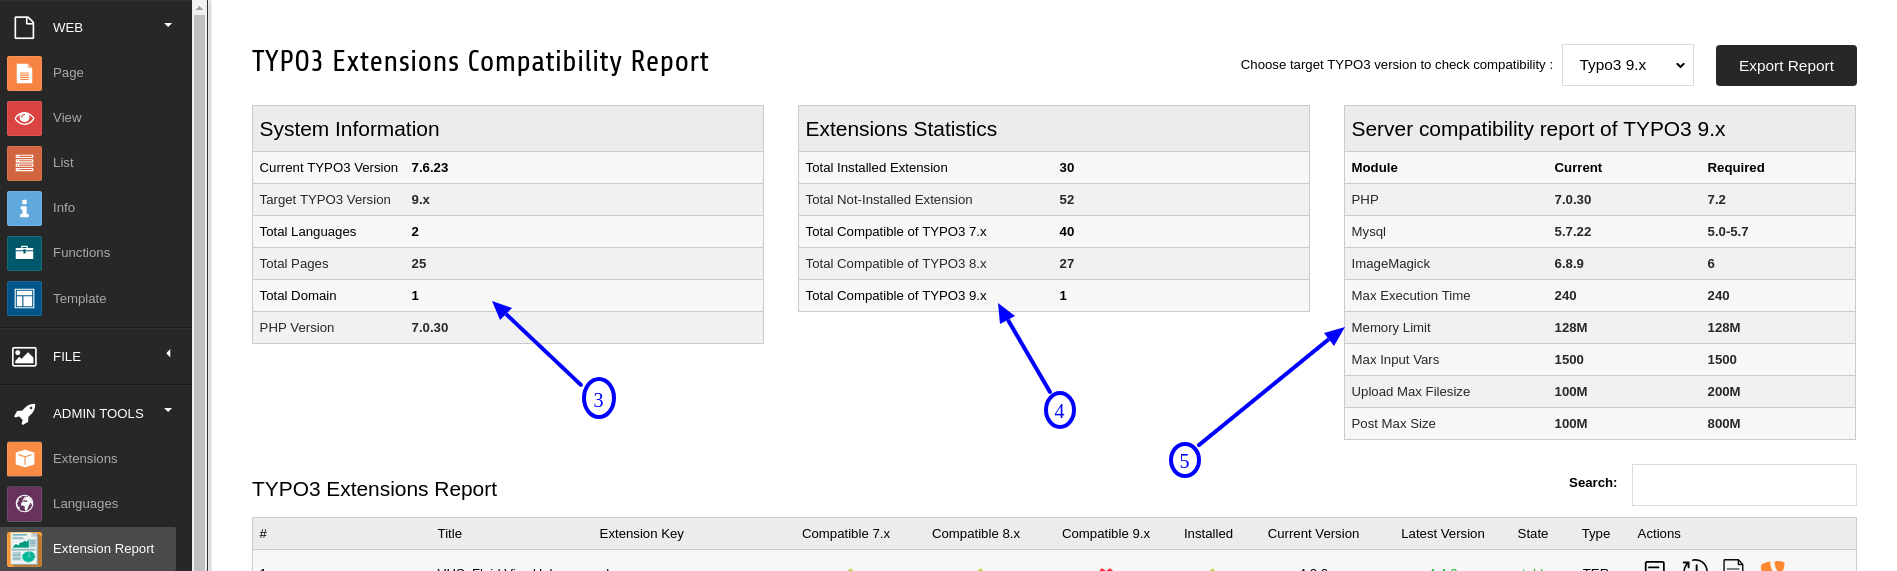 WEB
Page
View
List
Info
Functions
Template
FILE
ADMIN TOOLS
Extensions
Languages
Extension Report
TYPO3 Extensions Compatibility Report
Choose target TYPO3 version to check compatibility :
Typo3 9.x
Export Report
System Information
Current TYPO3 Version 7.6.23
Target TYPO3 Version 9.x
Total Languages 2
Total Pages 25
Total Domain 1
PHP Version 7.0.30
3
Extensions Statistics
Total Installed Extension 30
Total Not-Installed Extension 52
Total Compatible of TYPO3 7.x 40
Total Compatible of TYPO3 8.x 27
Total Compatible of TYPO3 9.x 1
4
Server compatibility report of TYPO3 9.x
Module Current Required
PHP 7.0.30 7.2
Mysql 5.7.22 5.0-5.7
ImageMagick 6.8.9 6
Max Execution Time 240 240
Memory Limit 128M 128M
Max Input Vars 1500 1500
Upload Max Filesize 100M 200M
Post Max Size 100M 800M
5
TYPO3 Extensions Report
Search:
# Title Extension Key Compatible 7.x Compatible 8.x Compatible 9.x Installed Current Version Latest Version State Type Actions